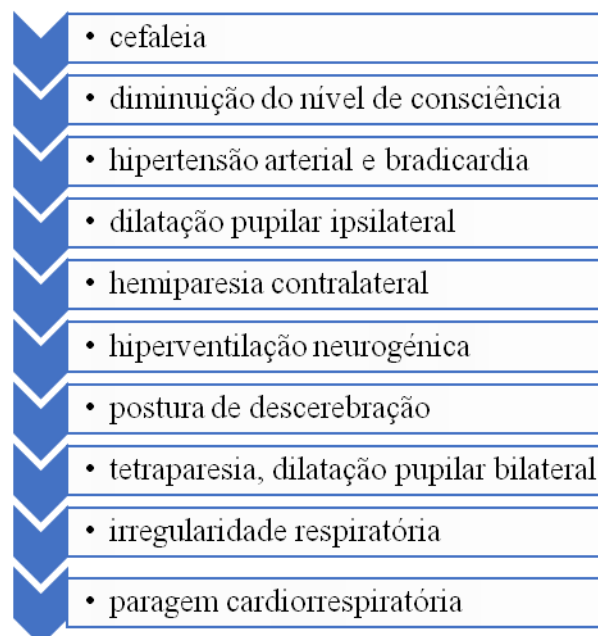 • cefaleia
• diminuição do nível de consciência
• hipertensão arterial e bradicardia
• dilatação pupilar ipsilateral
• hemiparesia contralateral
• hiperventilação neurogénica
• postura de descerebração
• tetraparesia, dilatação pupilar bilateral
• irregularidade respiratória
• paragem cardiorrespiratória